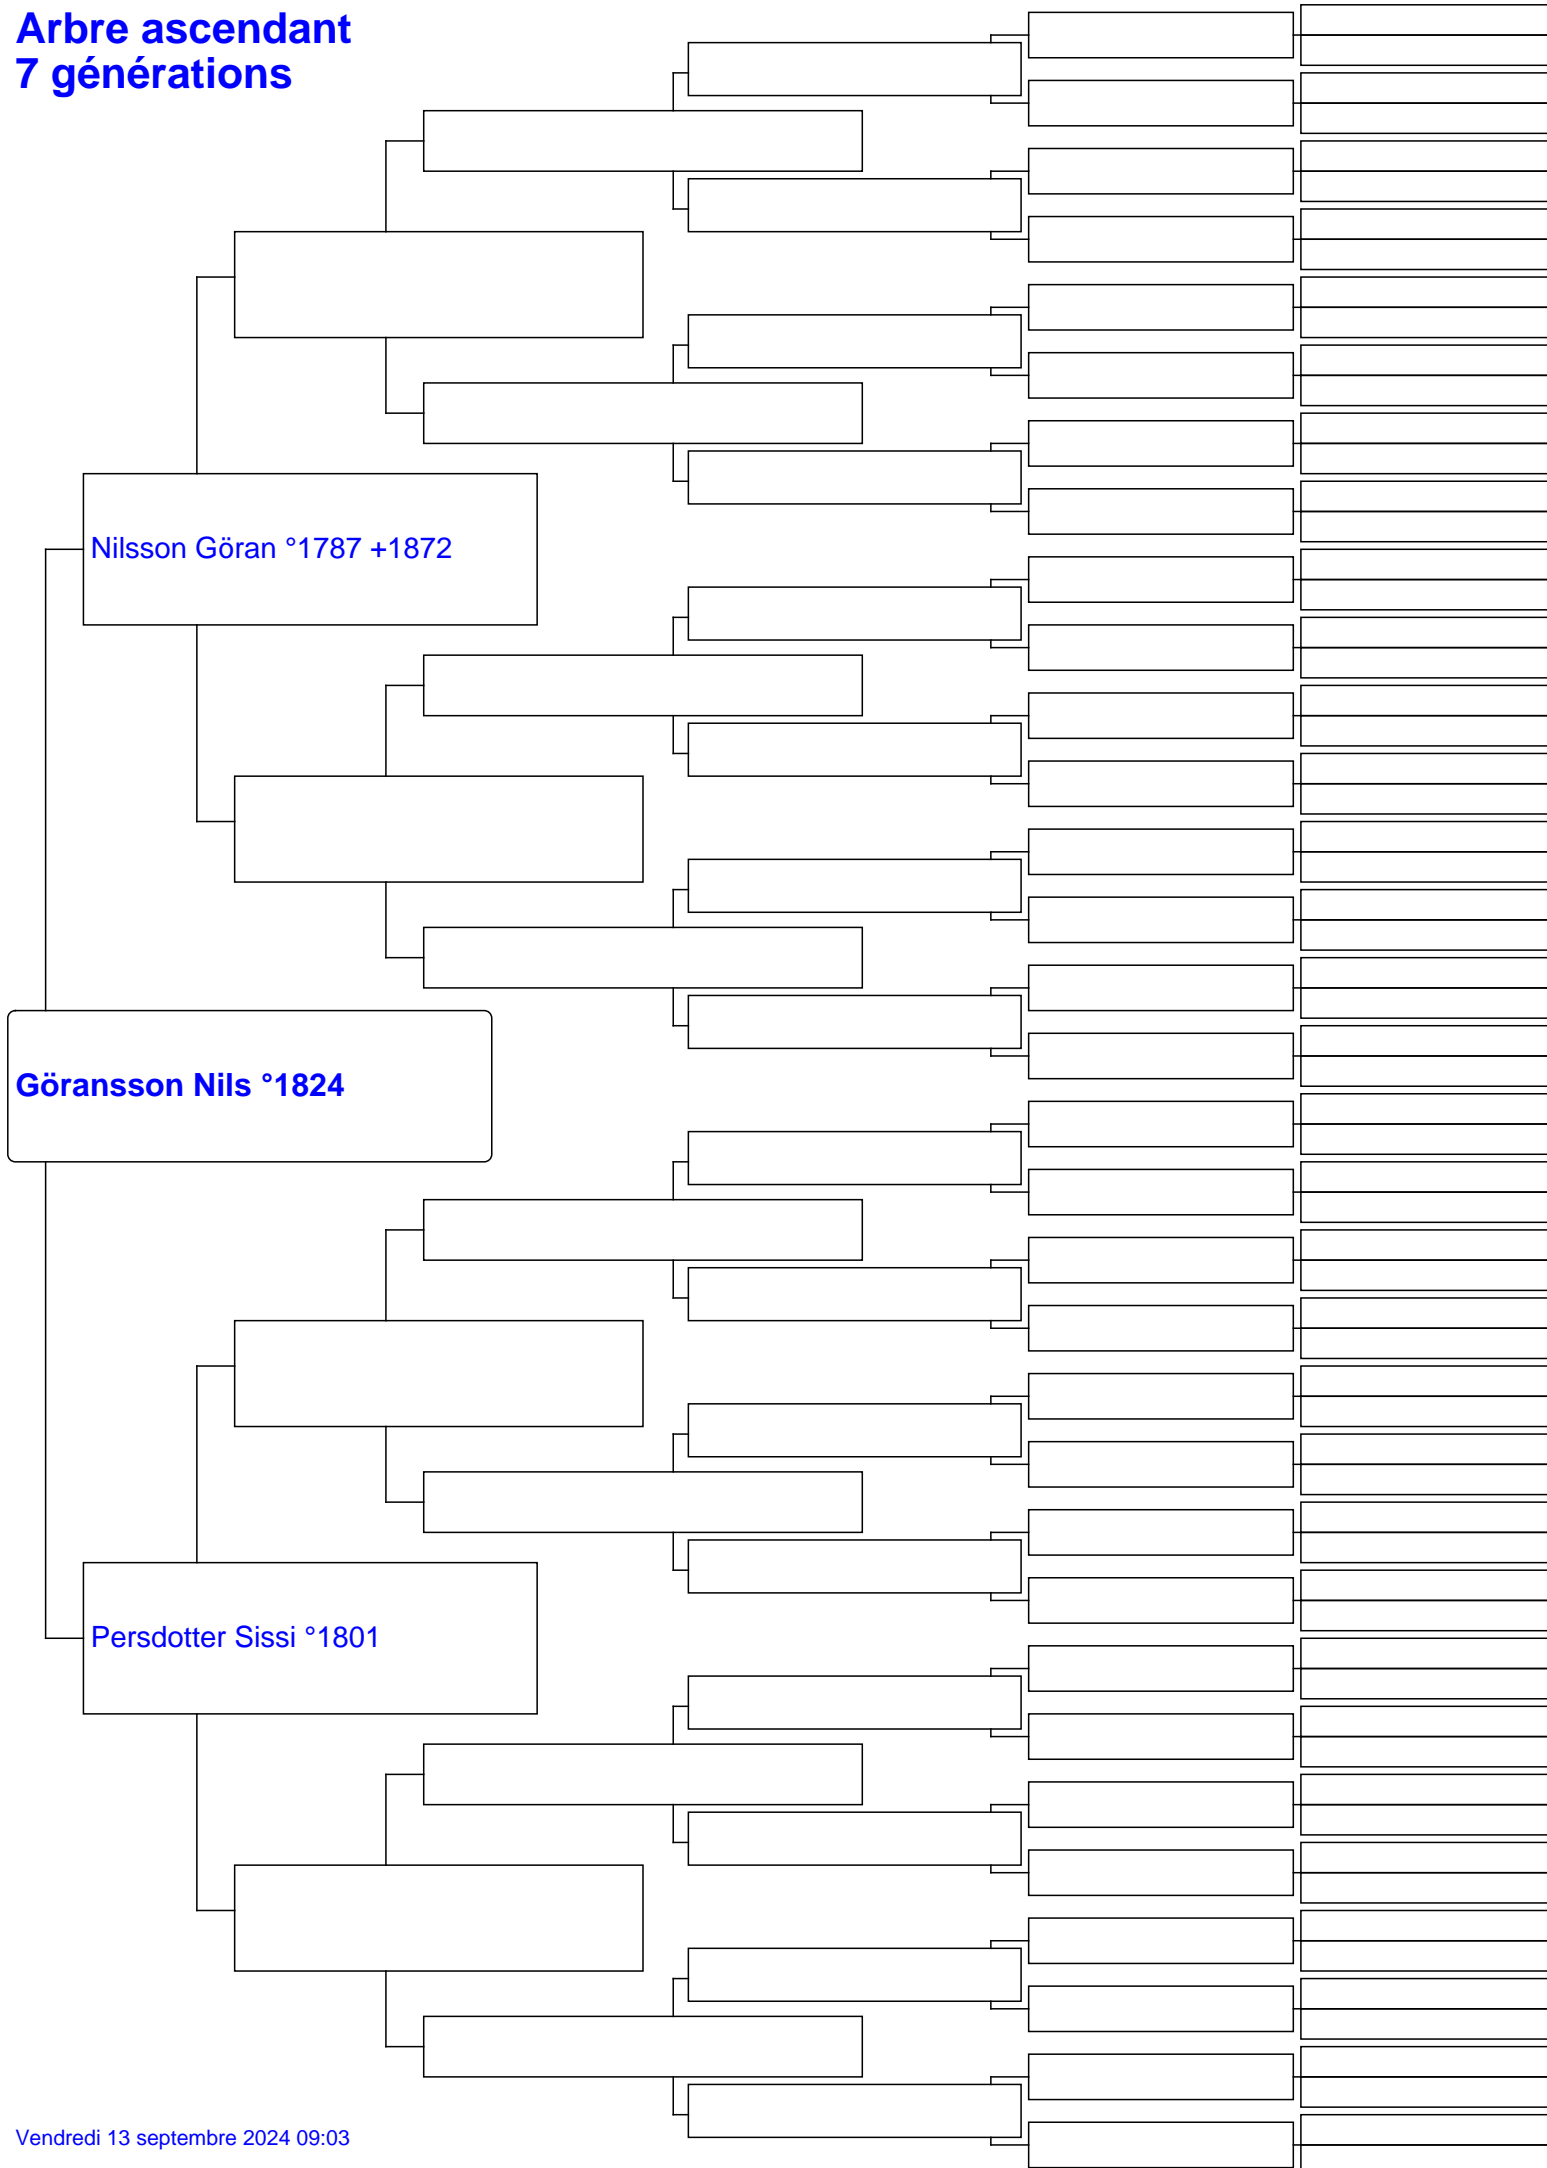 Arbre ascendant
7 générations
Nilsson Göran °1787 +1872
Göransson Nils °1824
Persdotter Sissi °1801
Vendredi 13 septembre 2024 09:03